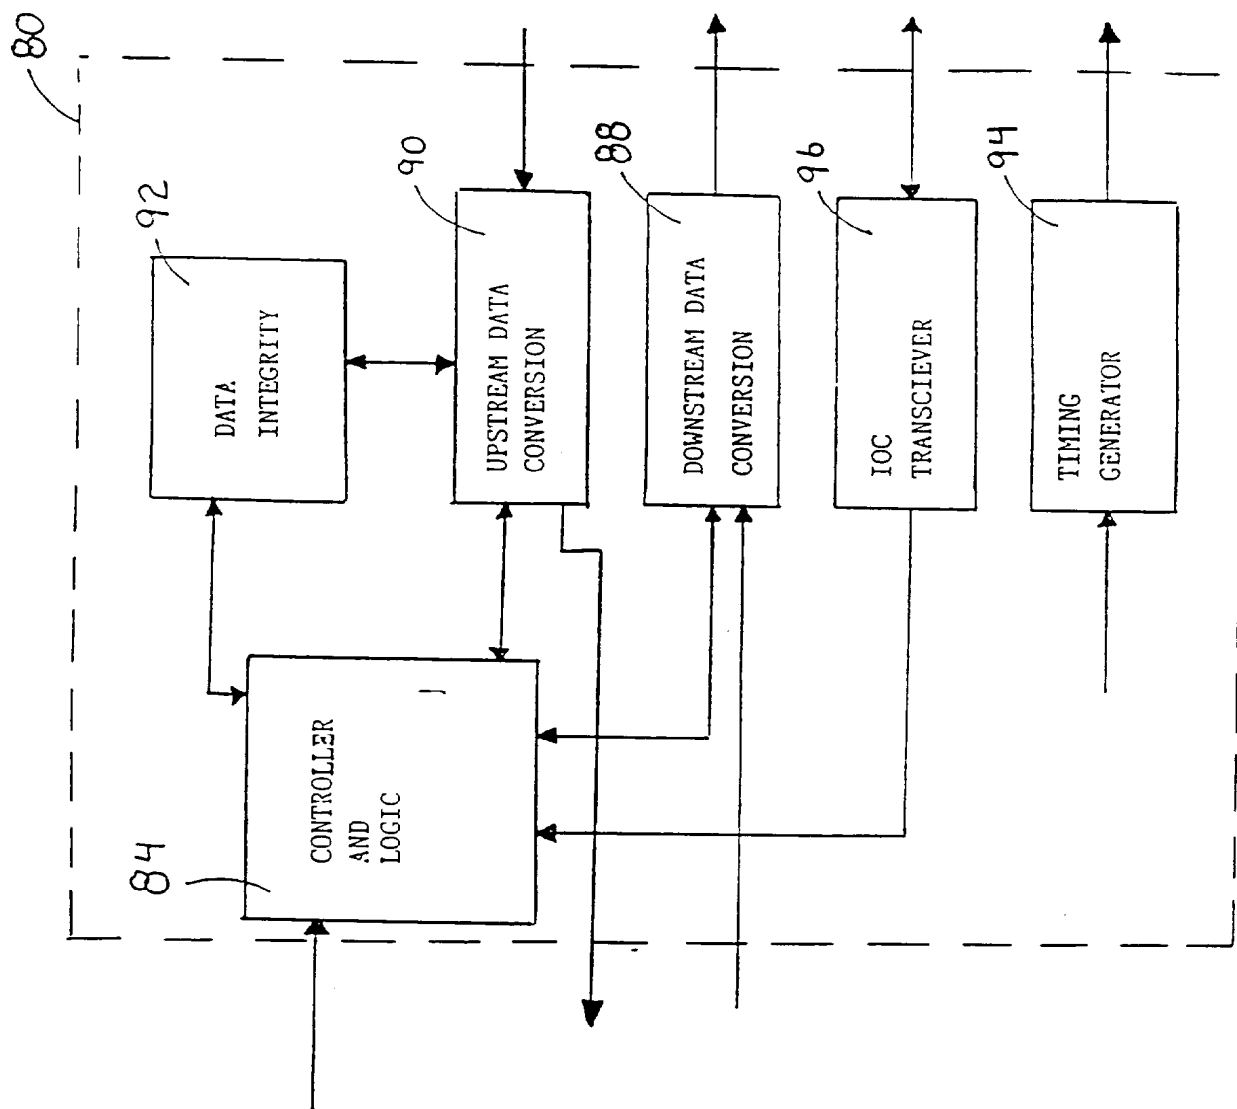 80
92
DATA
INTEGRITY
90
UPSTREAM DATA
CONVERSION
88
DOWNSTREAM DATA
CONVERSION
96
IOC
TRANSCIEVER
94
TIMING
GENERATOR
84
CONTROLLER
AND
LOGIC